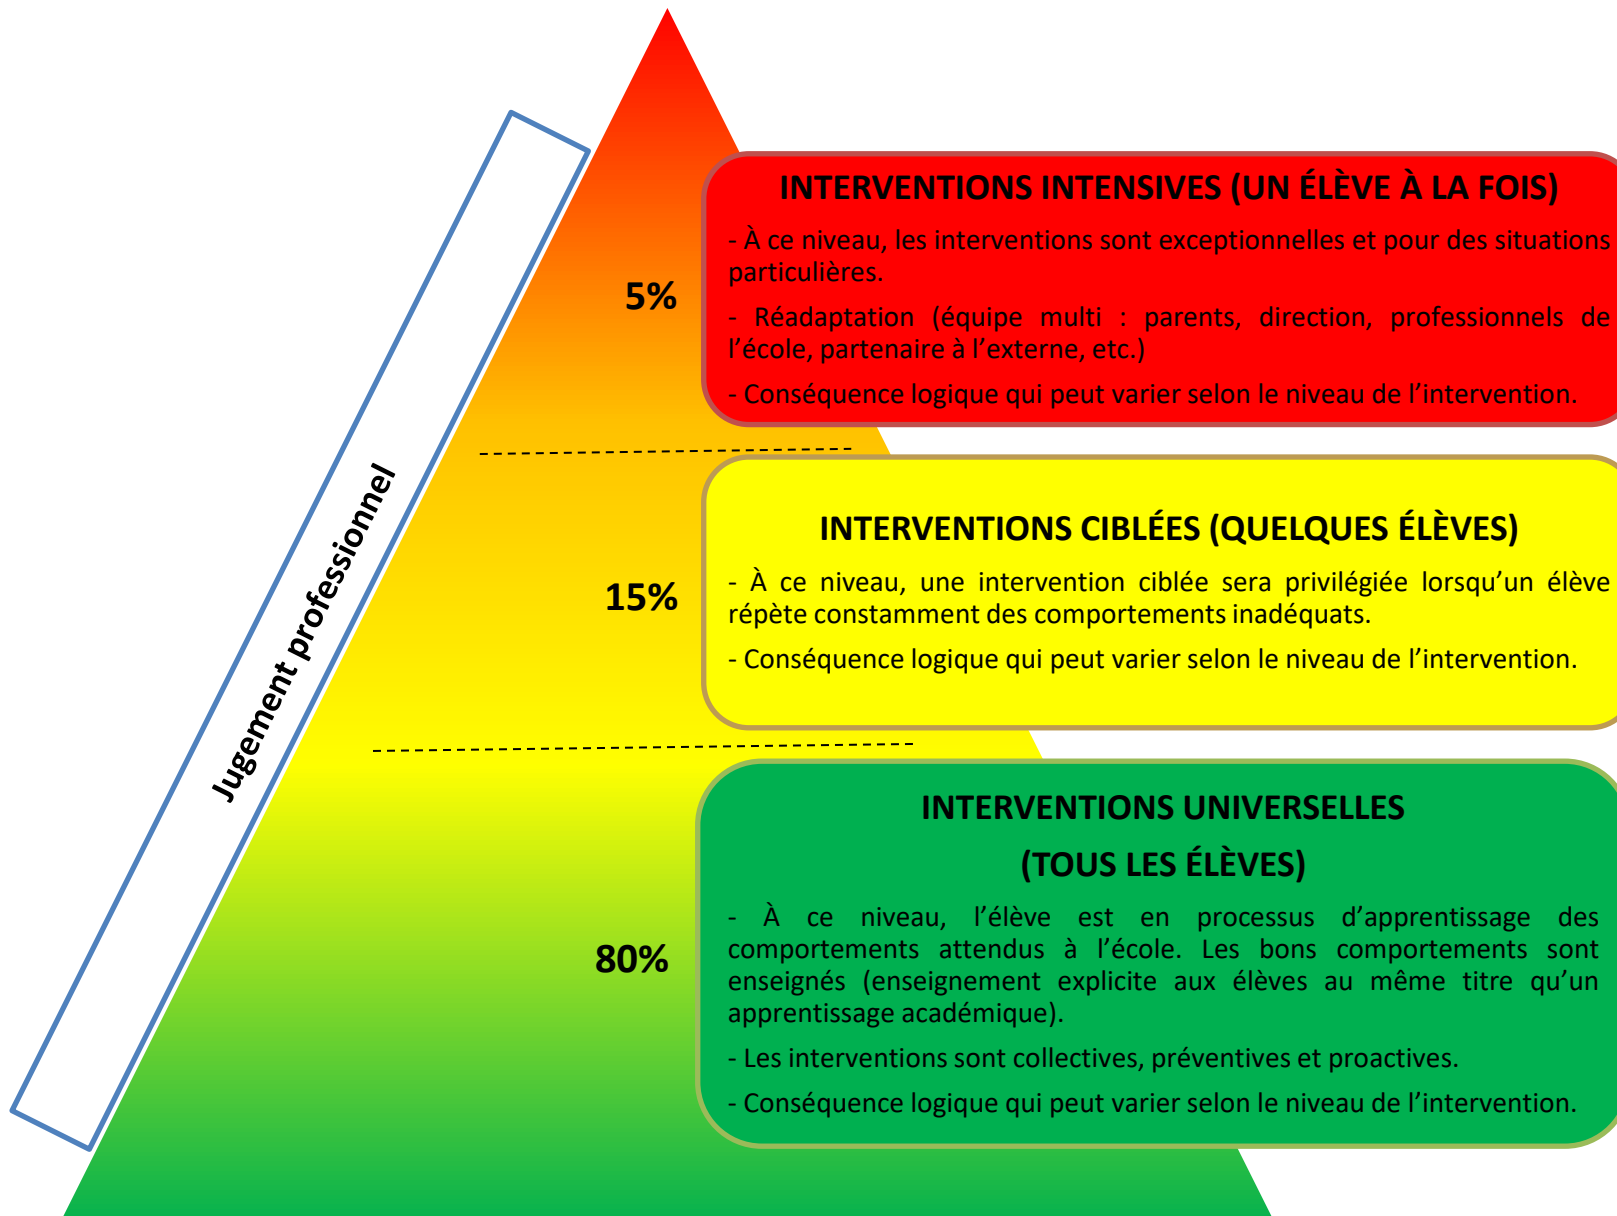 Jugement professionnel
5%
INTERVENTIONS INTENSIVES (UN ÉLÈVE À LA FOIS)
- À ce niveau, les interventions sont exceptionnelles et pour des situations
particulières.
- Réadaptation (équipe multi : parents, direction, professionnels de
l’école, partenaire à l’externe, etc.)
- Conséquence logique qui peut varier selon le niveau de l’intervention.
15%
INTERVENTIONS CIBLÉES (QUELQUES ÉLÈVES)
- À ce niveau, une intervention ciblée sera privilégiée lorsqu’un élève
répète constamment des comportements inadéquats.
- Conséquence logique qui peut varier selon le niveau de l’intervention.
80%
INTERVENTIONS UNIVERSELLES
(TOUS LES ÉLÈVES)
- À ce niveau, l’élève est en processus d’apprentissage des
comportements attendus à l’école. Les bons comportements sont
enseignés (enseignement explicite aux élèves au même titre qu’un
apprentissage académique).
- Les interventions sont collectives, préventives et proactives.
- Conséquence logique qui peut varier selon le niveau de l’intervention.